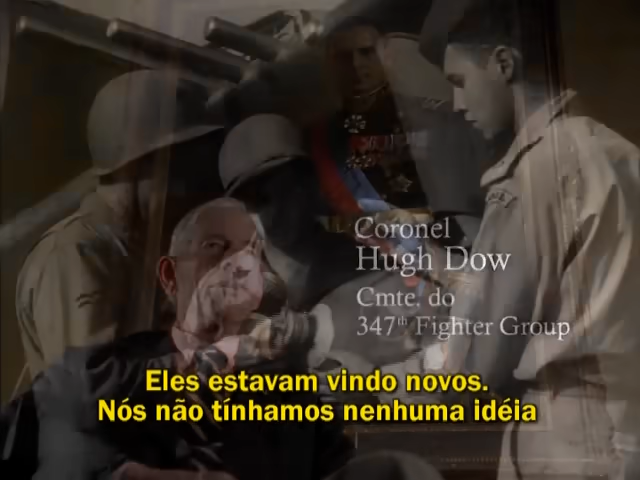 Coronel
Hugh Dow
Cmte. do
347th Fighter Group
Eles estavam vindo novos.
Nós não tínhamos nenhuma idéia